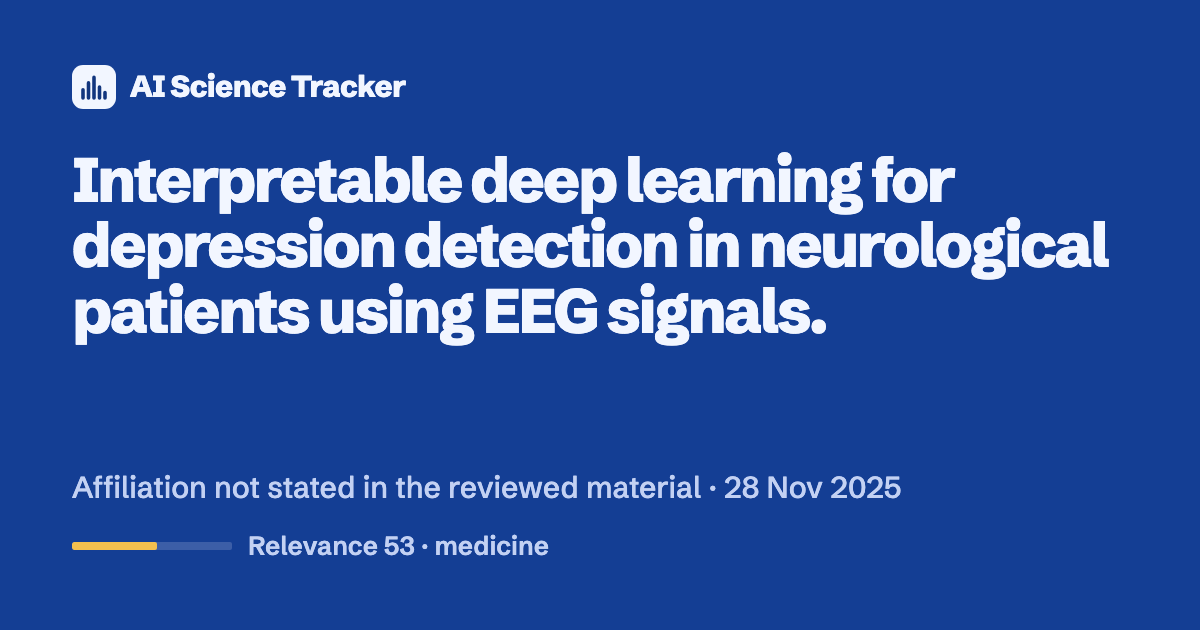 AI Science Tracker
Interpretable deep learning for
depression detection in neurological
patients using EEG signals.
Affiliation not stated in the reviewed material · 28 Nov 2025
Relevance 53 · medicine